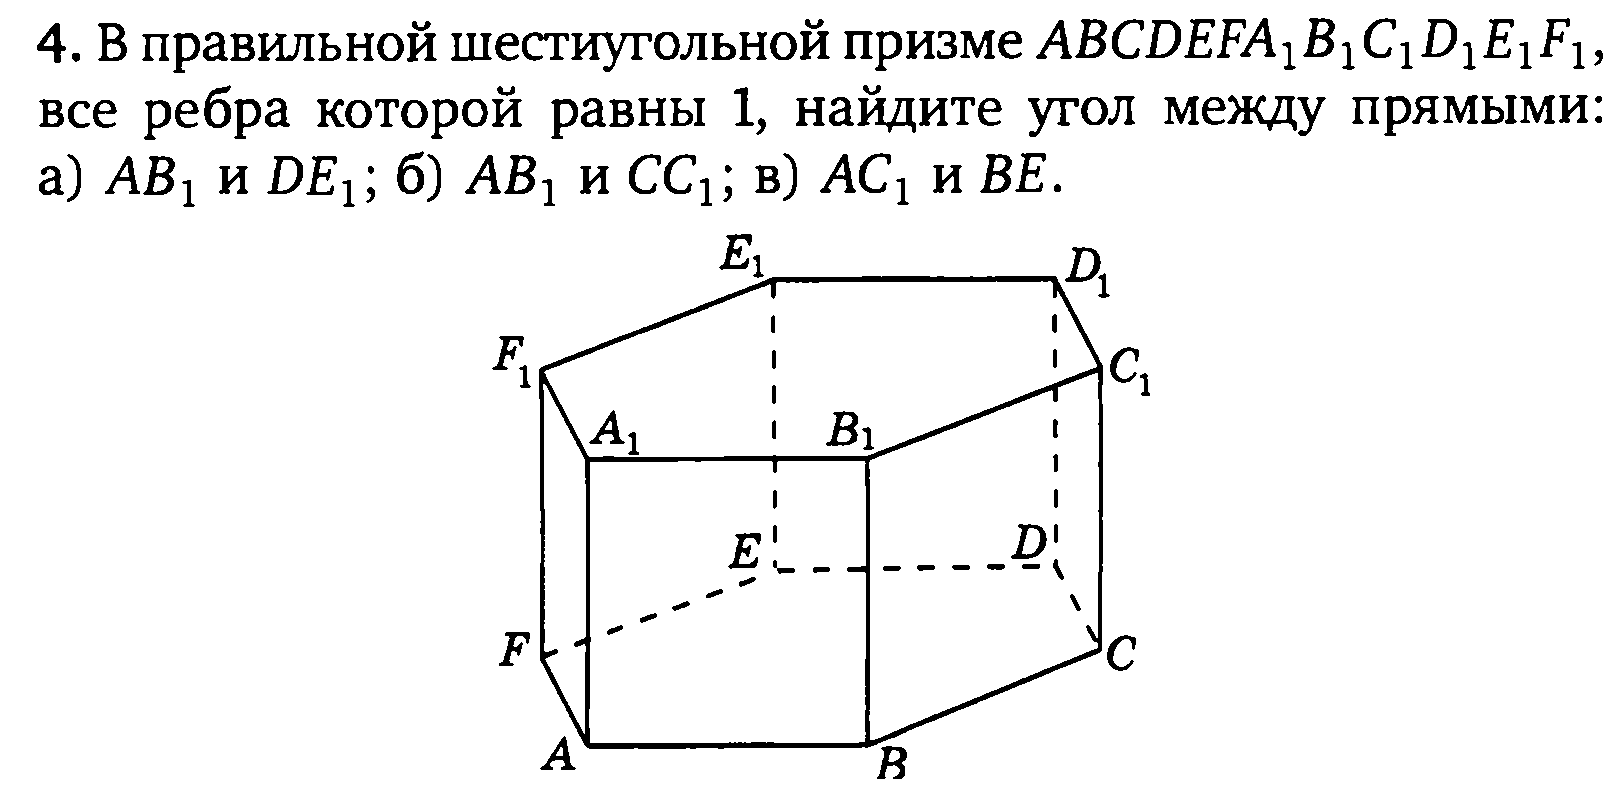 4. В правильной шестиугольной призме ABCDEFA₁B₁C₁D₁E₁F₁,
все ребра которой равны 1, найдите угол между прямыми:
а) AB₁ и DE₁; б) AB₁ и CC₁; в) AC₁ и BE.
E₁
D₁
F₁
C₁
A₁
B₁
E
D
F
C
A
B